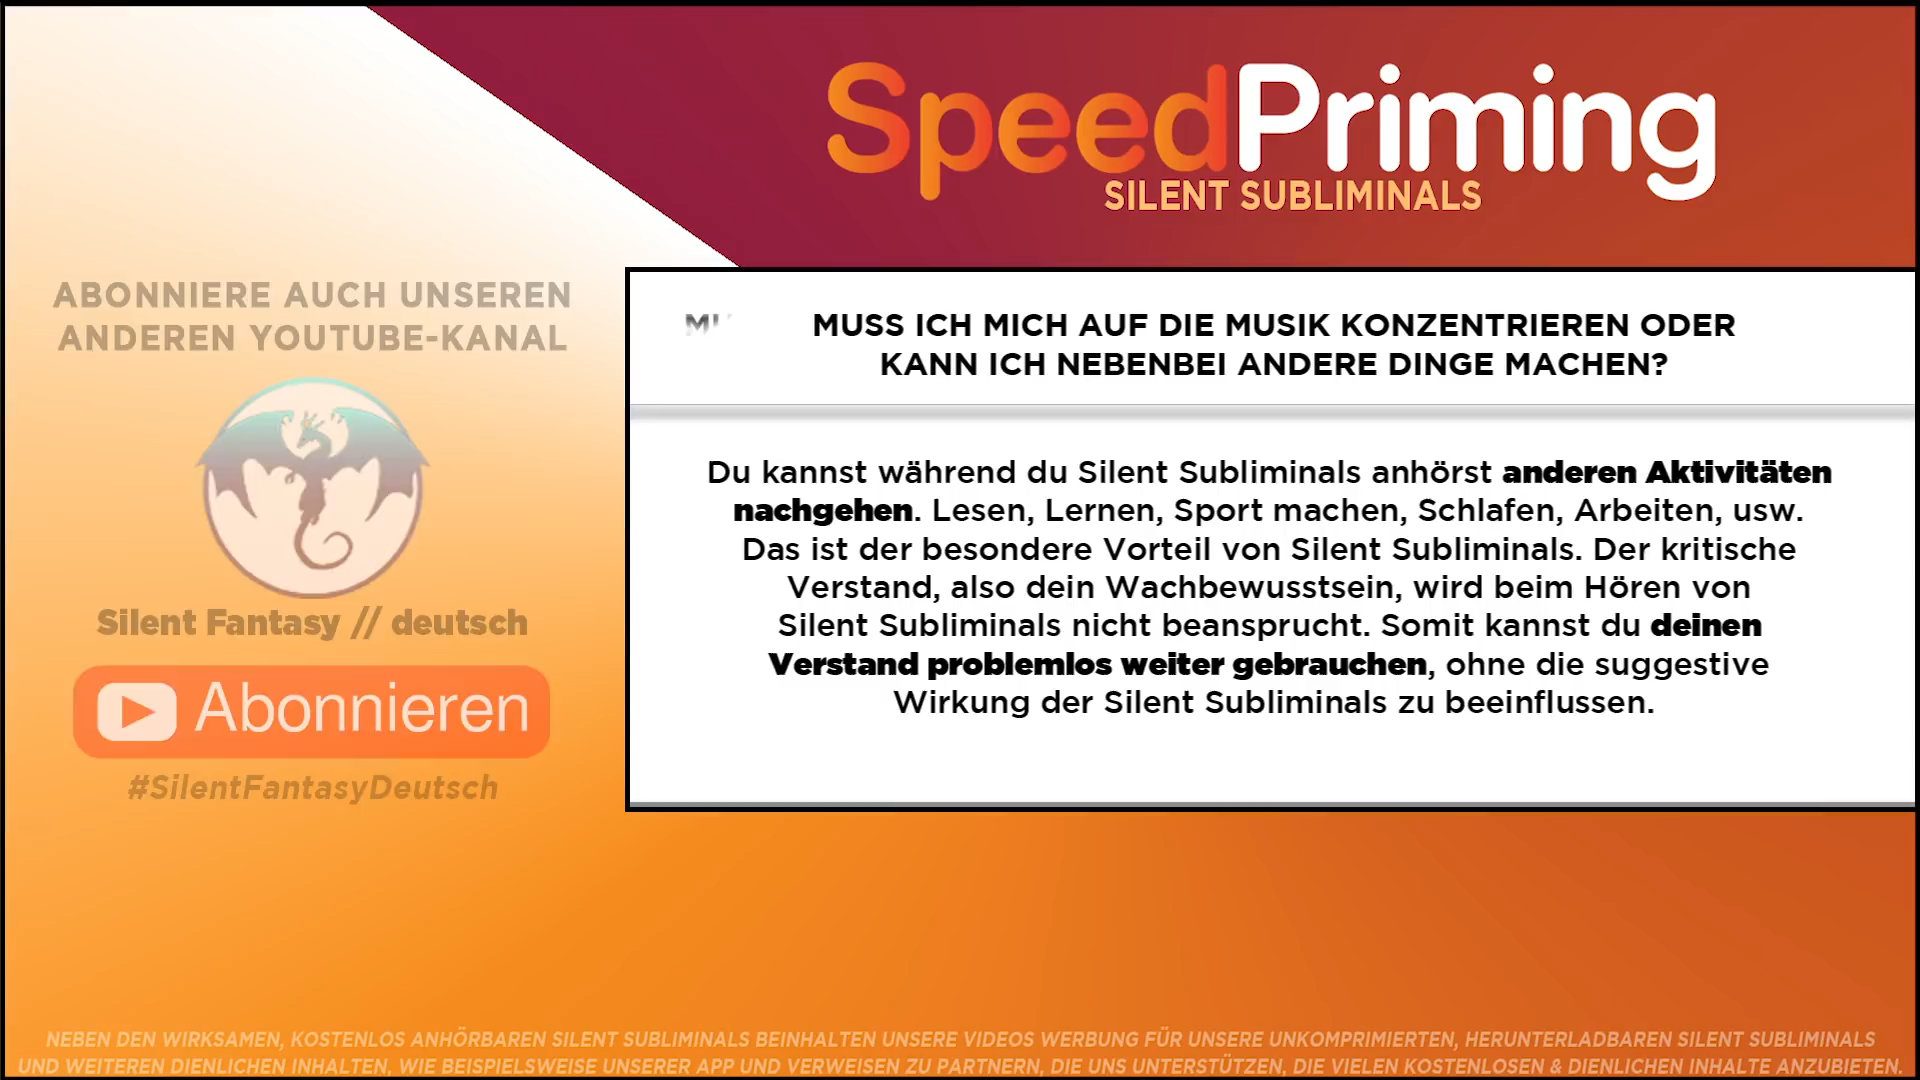 SpeedPriming
SILENT SUBLIMINALS
ABONNIERE AUCH UNSEREN
ANDEREN YOUTUBE-KANAL
Silent Fantasy // deutsch
Abonnieren
#SilentFantasyDeutsch
MUSS ICH MICH AUF DIE MUSIK KONZENTRIEREN ODER
KANN ICH NEBENBEI ANDERE DINGE MACHEN?
Du kannst während du Silent Subliminals anhörst anderen Aktivitäten
nachgehen. Lesen, Lernen, Sport machen, Schlafen, Arbeiten, usw.
Das ist der besondere Vorteil von Silent Subliminals. Der kritische
Verstand, also dein Wachbewusstsein, wird beim Hören von
Silent Subliminals nicht beansprucht. Somit kannst du deinen
Verstand problemlos weiter gebrauchen, ohne die suggestive
Wirkung der Silent Subliminals zu beeinflussen.
NEBEN DEN WIRKSAMEN, KOSTENLOS ANHÖRBAREN SILENT SUBLIMINALS BEINHALTEN UNSERE VIDEOS WERBUNG FÜR UNSERE UNKOMPRIMIERTEN, HERUNTERLADBAREN SILENT SUBLIMINALS
UND WEITEREN DIENLICHEN INHALTEN, WIE BEISPIELSWEISE UNSERER APP UND VERWEISEN ZU PARTNERN, DIE UNS UNTERSTÜTZEN, DIE VIELEN KOSTENLOSEN & DIENLICHEN INHALTE ANZUBIETEN.